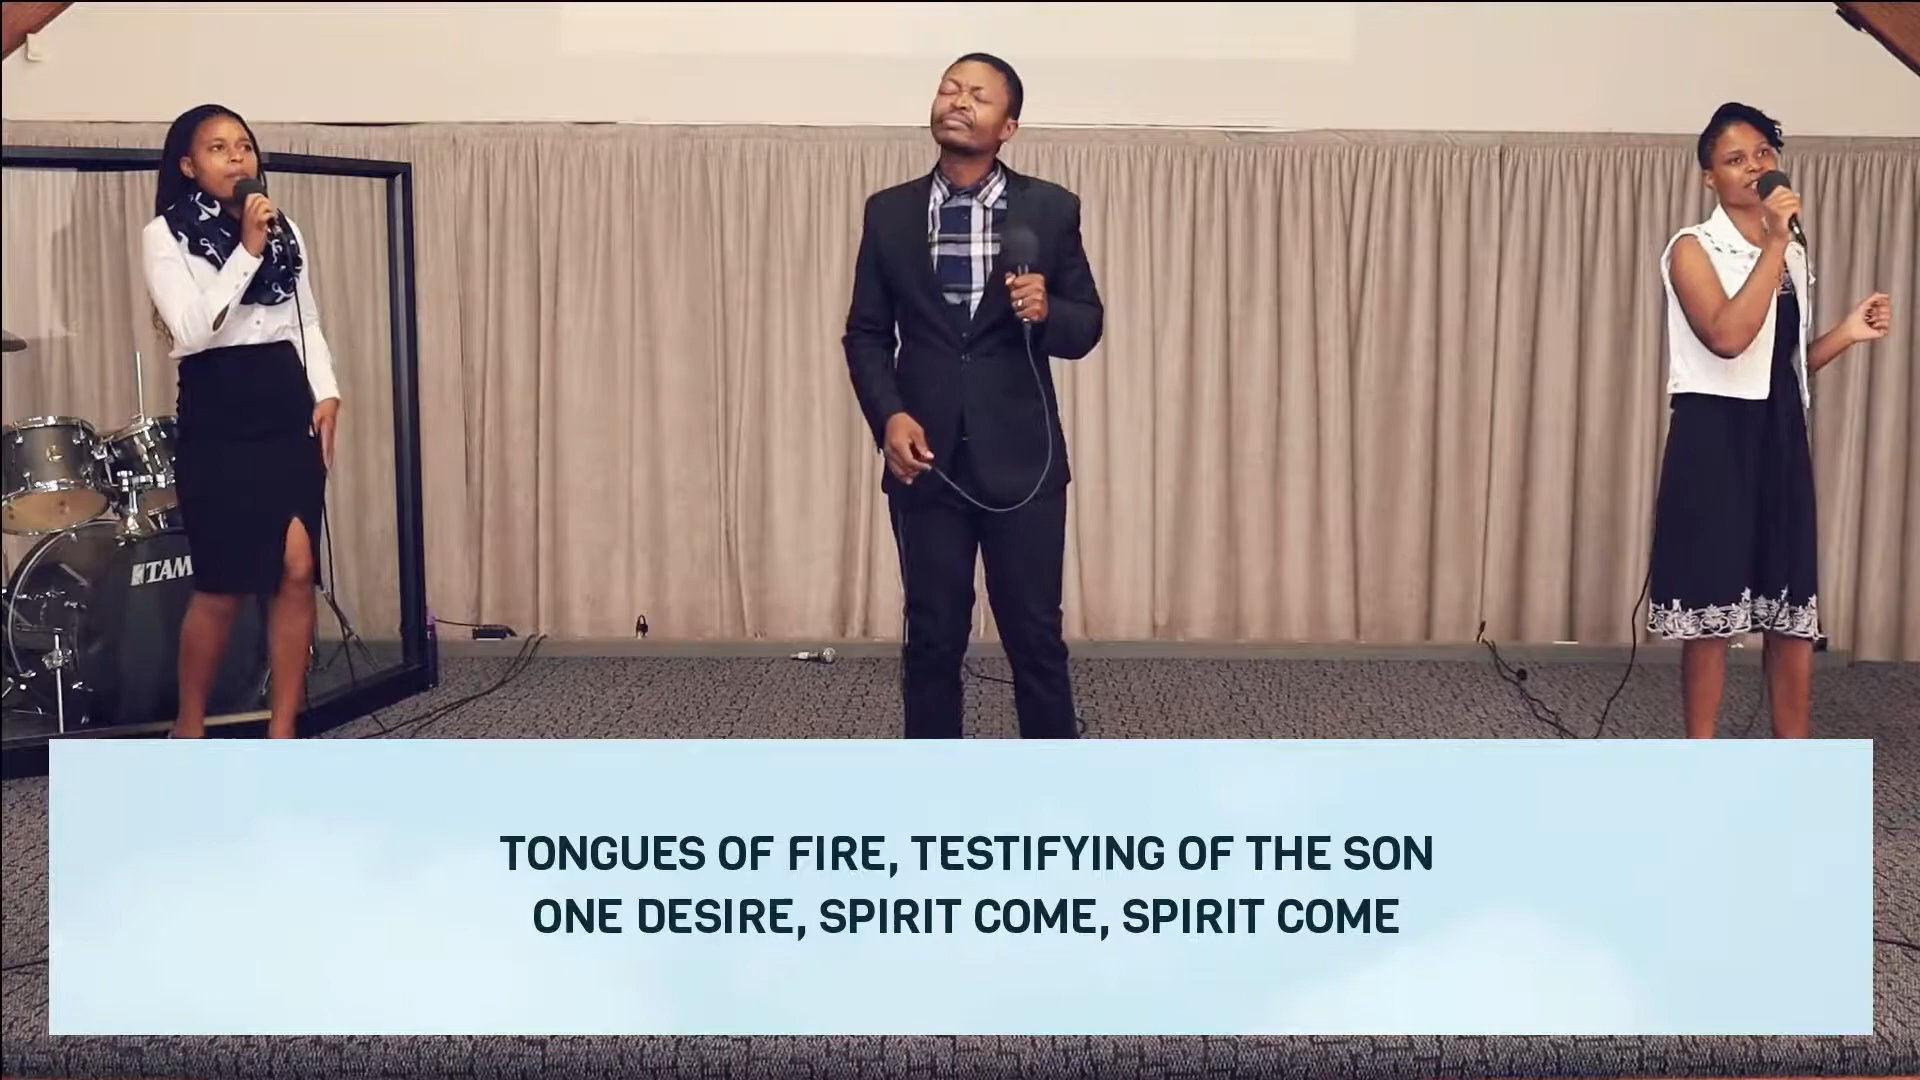 TAM
TONGUES OF FIRE, TESTIFYING OF THE SON
ONE DESIRE, SPIRIT COME, SPIRIT COME